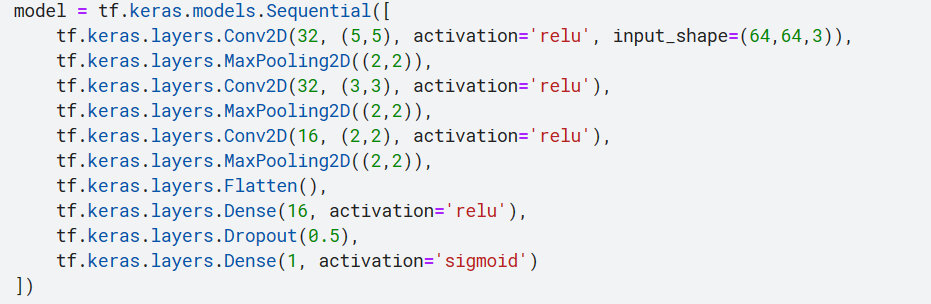 model = tf.keras.models.Sequential([
    tf.keras.layers.Conv2D(32, (5,5), activation='relu', input_shape=(64,64,3)),
    tf.keras.layers.MaxPooling2D((2,2)),
    tf.keras.layers.Conv2D(32, (3,3), activation='relu'),
    tf.keras.layers.MaxPooling2D((2,2)),
    tf.keras.layers.Conv2D(16, (2,2), activation='relu'),
    tf.keras.layers.MaxPooling2D((2,2)),
    tf.keras.layers.Flatten(),
    tf.keras.layers.Dense(16, activation='relu'),
    tf.keras.layers.Dropout(0.5),
    tf.keras.layers.Dense(1, activation='sigmoid')
])